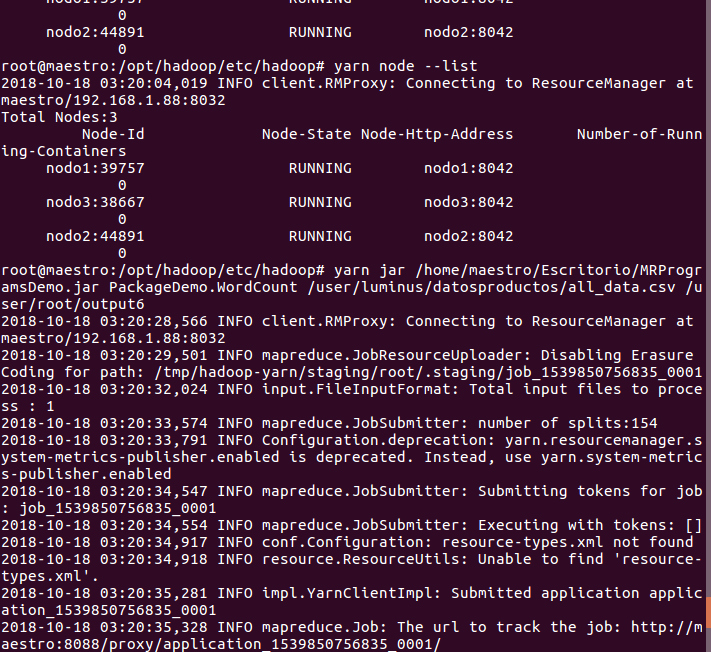 nodo1:39757 RUNNING nodo1:8042
0
nodo2:44891 RUNNING nodo2:8042
0
root@maestro:/opt/hadoop/etc/hadoop# yarn node --list
2018-10-18 03:20:04,019 INFO client.RMProxy: Connecting to ResourceManager at
maestro/192.168.1.88:8032
Total Nodes:3
Node-Id Node-State Node-Http-Address Number-of-Runn
ing-Containers
nodo1:39757 RUNNING nodo1:8042
0
nodo3:38667 RUNNING nodo3:8042
0
nodo2:44891 RUNNING nodo2:8042
0
root@maestro:/opt/hadoop/etc/hadoop# yarn jar /home/maestro/Escritorio/MRProgr
amsDemo.jar PackageDemo.WordCount /user/luminus/datosproductos/all_data.csv /u
ser/root/output6
2018-10-18 03:20:28,566 INFO client.RMProxy: Connecting to ResourceManager at
maestro/192.168.1.88:8032
2018-10-18 03:20:29,501 INFO mapreduce.JobResourceUploader: Disabling Erasure
Coding for path: /tmp/hadoop-yarn/staging/root/.staging/job_1539850756835_0001
2018-10-18 03:20:32,024 INFO input.FileInputFormat: Total input files to proce
ss : 1
2018-10-18 03:20:33,574 INFO mapreduce.JobSubmitter: number of splits:154
2018-10-18 03:20:33,791 INFO Configuration.deprecation: yarn.resourcemanager.s
ystem-metrics-publisher.enabled is deprecated. Instead, use yarn.system-metric
s-publisher.enabled
2018-10-18 03:20:34,547 INFO mapreduce.JobSubmitter: Submitting tokens for job
: job_1539850756835_0001
2018-10-18 03:20:34,554 INFO mapreduce.JobSubmitter: Executing with tokens: []
2018-10-18 03:20:34,917 INFO conf.Configuration: resource-types.xml not found
2018-10-18 03:20:34,918 INFO resource.ResourceUtils: Unable to find 'resource-
types.xml'.
2018-10-18 03:20:35,281 INFO impl.YarnClientImpl: Submitted application applic
ation_1539850756835_0001
2018-10-18 03:20:35,328 INFO mapreduce.Job: The url to track the job: http://m
aestro:8088/proxy/application_1539850756835_0001/